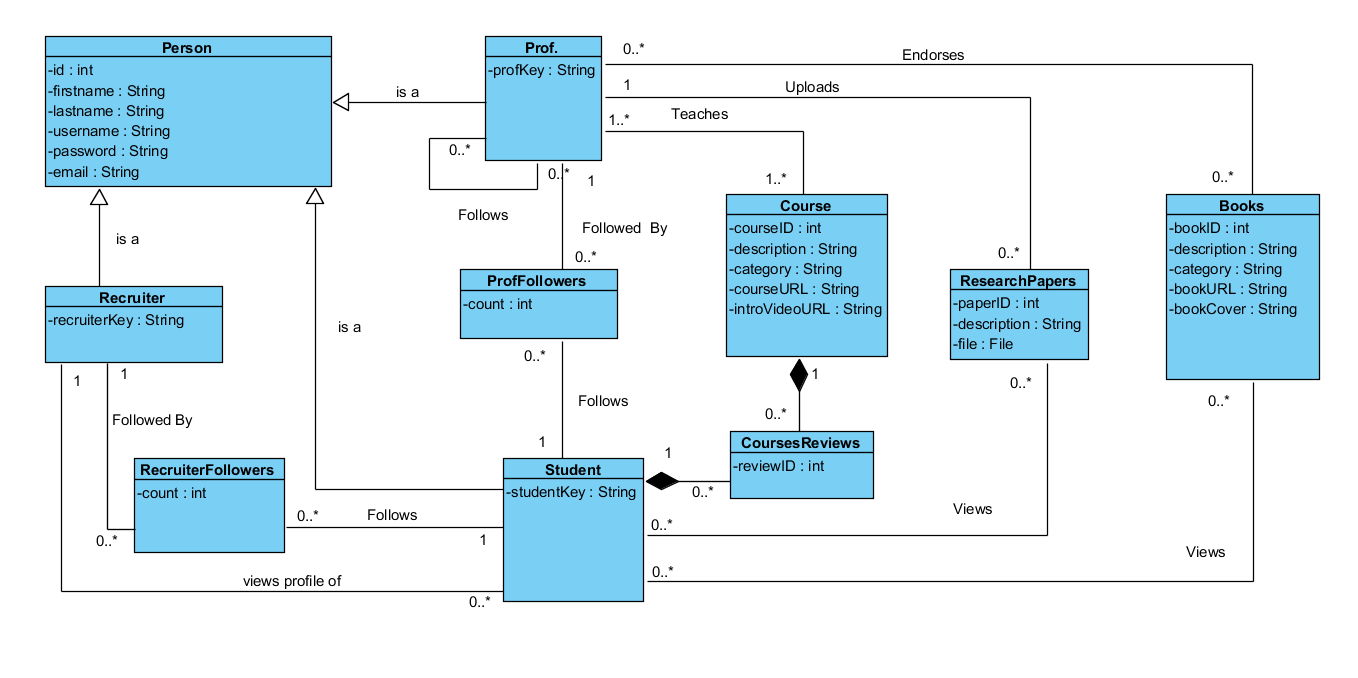 Person
-id : int
-firstname : String
-lastname : String
-username : String
-password : String
-email : String
is a
Prof.
-profKey : String
0..*
Endorses
1
Uploads
1..*
Teaches
0..*
0..*
1
Follows
Followed By
0..*
1..*
0..*
0..*
is a
is a
Recruiter
-recruiterKey : String
ProfFollowers
-count : int
Course
-courseID : int
-description : String
-category : String
-courseURL : String
-introVideoURL : String
ResearchPapers
-paperID : int
-description : String
-file : File
Books
-bookID : int
-description : String
-category : String
-bookURL : String
-bookCover : String
1
1
Followed By
0..*
Follows
1
1
0..*
0..*
0..*
RecruiterFollowers
-count : int
Student
-studentKey : String
CoursesReviews
-reviewID : int
1
0..*
0..*
0..*
Follows
1
0..*
Views
views profile of
0..*
0..*
Views